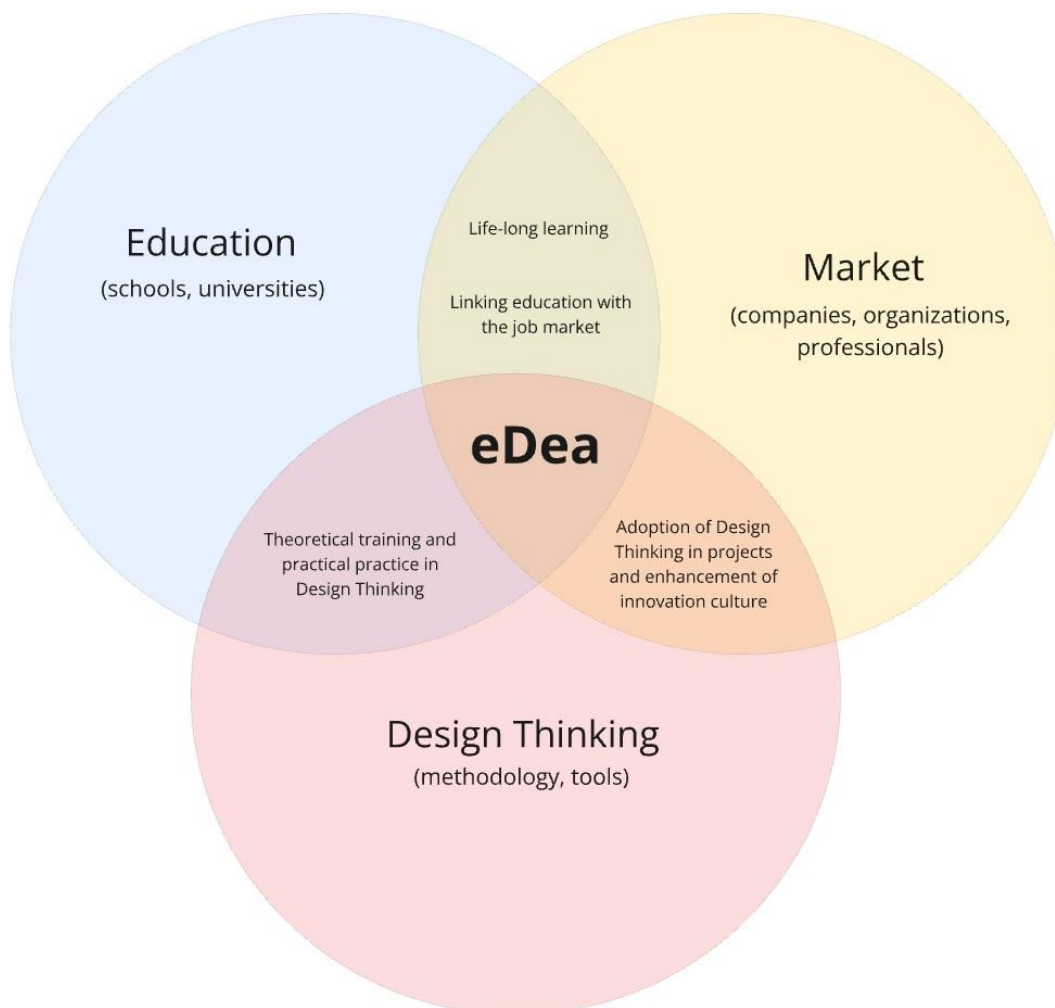 Education
(schools, universities)
Life-long learning
Linking education with
the job market
Market
(companies, organizations,
professionals)
eDea
Theoretical training and
practical practice in
Design Thinking
Adoption of Design
Thinking in projects
and enhancement of
innovation culture
Design Thinking
(methodology, tools)